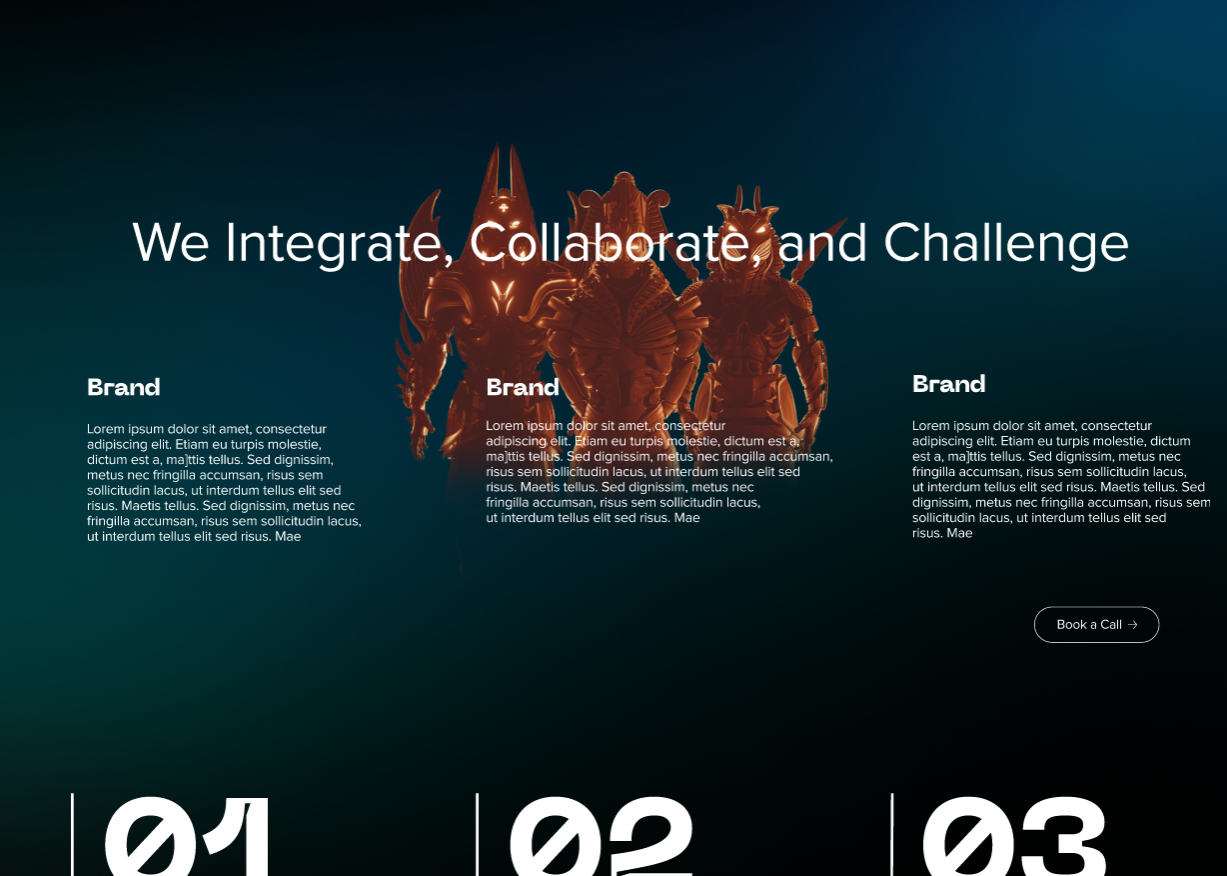 We Integrate, Collaborate, and Challenge
Brand
Lorem ipsum dolor sit amet, consectetur
adipiscing elit. Etiam eu turpis molestie,
dictum est a, ma]ttis tellus. Sed dignissim,
metus nec fringilla accumsan, risus sem
sollicitudin lacus, ut interdum tellus elit sed
risus. Maetis tellus. Sed dignissim, metus nec
fringilla accumsan, risus sem sollicitudin lacus,
ut interdum tellus elit sed risus. Mae
Brand
Lorem ipsum dolor sit amet, consectetur
adipiscing elit. Etiam eu turpis molestie, dictum est a,
ma]ttis tellus. Sed dignissim, metus nec fringilla accumsan,
risus sem sollicitudin lacus, ut interdum tellus elit sed
risus. Maetis tellus. Sed dignissim, metus nec
fringilla accumsan, risus sem sollicitudin lacus,
ut interdum tellus elit sed risus. Mae
Brand
Lorem ipsum dolor sit amet, consectetur
adipiscing elit. Etiam eu turpis molestie, dictum
est a, ma]ttis tellus. Sed dignissim, metus nec
fringilla accumsan, risus sem sollicitudin lacus,
ut interdum tellus elit sed risus. Maetis tellus. Sed
dignissim, metus nec fringilla accumsan, risus sem
sollicitudin lacus, ut interdum tellus elit sed
risus. Mae
Book a Call →
01
02
03